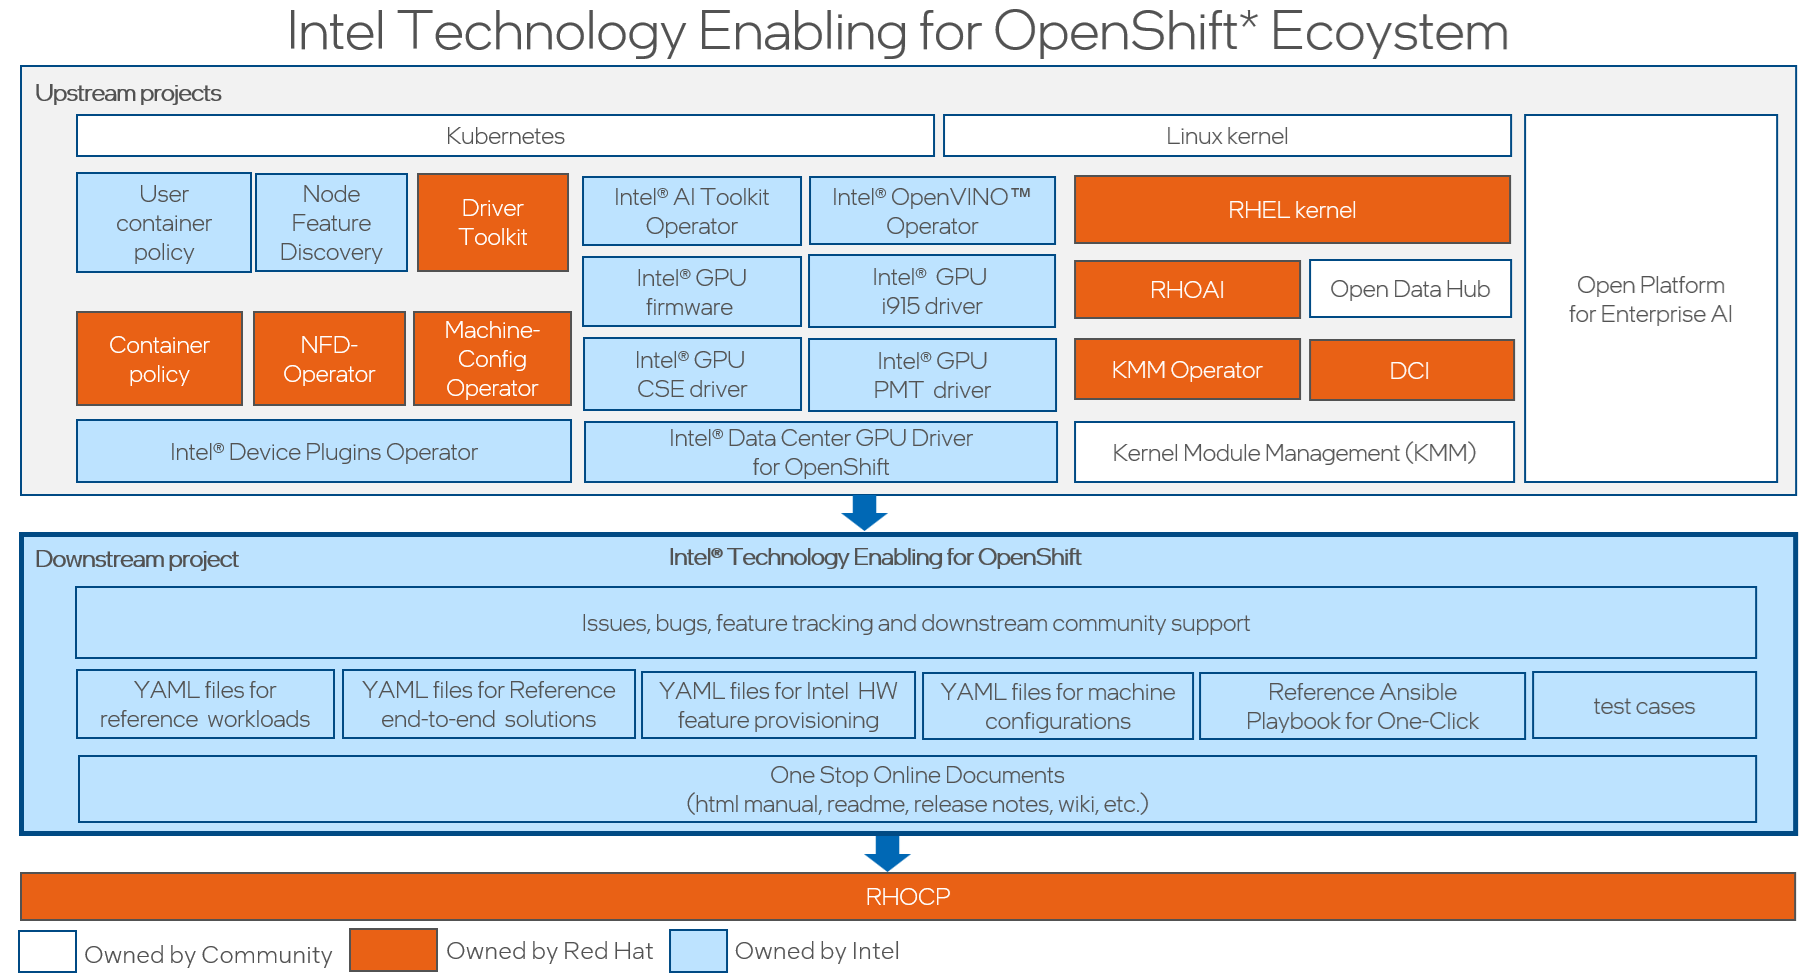 Intel Technology Enabling for OpenShift* Ecoystem
Upstream projects
Kubernetes
Linux kernel
User
container
policy
Node
Feature
Discovery
Driver
Toolkit
Intel® AI Toolkit
Operator
Intel® OpenVINO™
Operator
RHEL kernel
Open Platform
for Enterprise AI
Intel® GPU
firmware
Intel® GPU
i915 driver
RHOAI
Open Data Hub
Container
policy
NFD-
Operator
Machine-
Config
Operator
Intel® GPU
CSE driver
Intel® GPU
PMT driver
KMM Operator
DCI
Intel® Device Plugins Operator
Intel® Data Center GPU Driver
for OpenShift
Kernel Module Management (KMM)
Downstream project
Intel® Technology Enabling for OpenShift
Issues, bugs, feature tracking and downstream community support
YAML files for
reference workloads
YAML files for Reference
end-to-end solutions
YAML files for Intel HW
feature provisioning
YAML files for machine
configurations
Reference Ansible
Playbook for One-Click
test cases
One Stop Online Documents
(html manual, readme, release notes, wiki, etc.)
RHOCP
Owned by Community
Owned by Red Hat
Owned by Intel